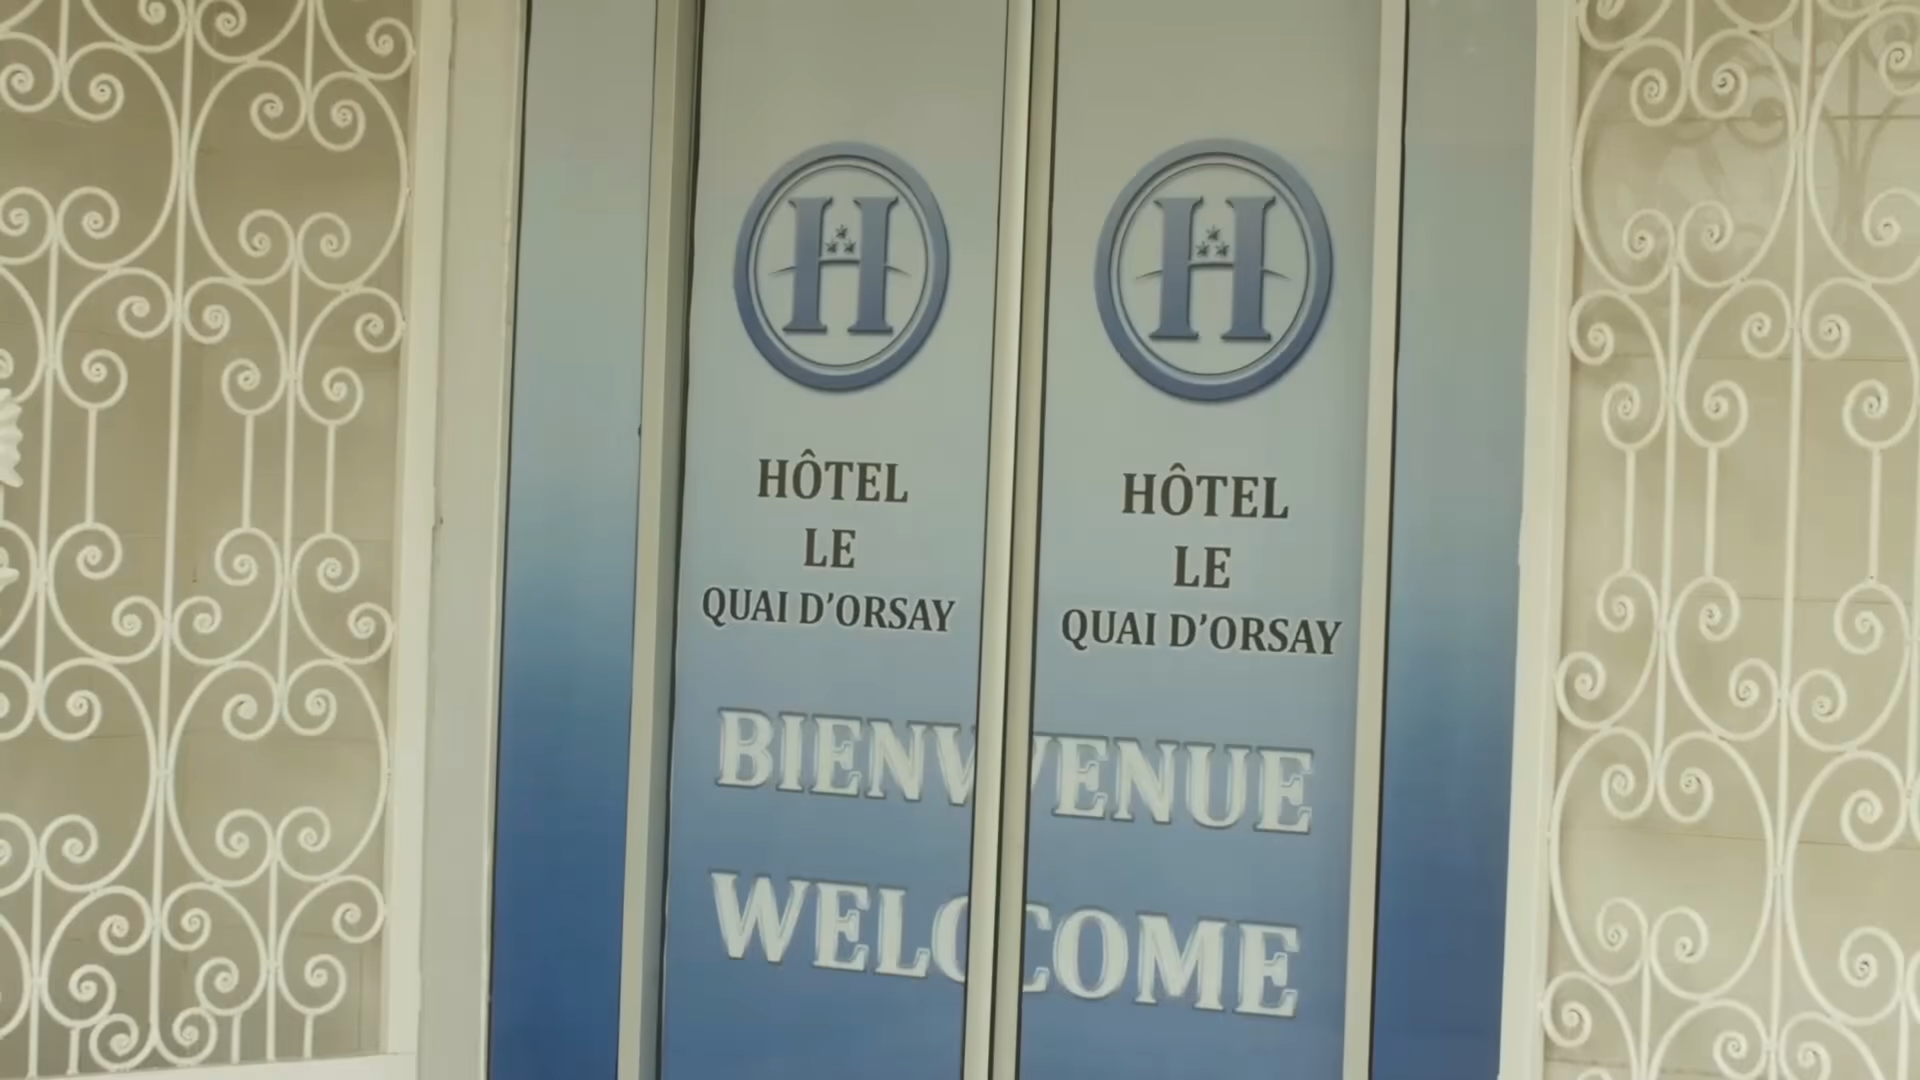 H
HÔTEL
LE
QUAI D'ORSAY
H
HÔTEL
LE
QUAI D'ORSAY
BIENVENUE
WELCOME